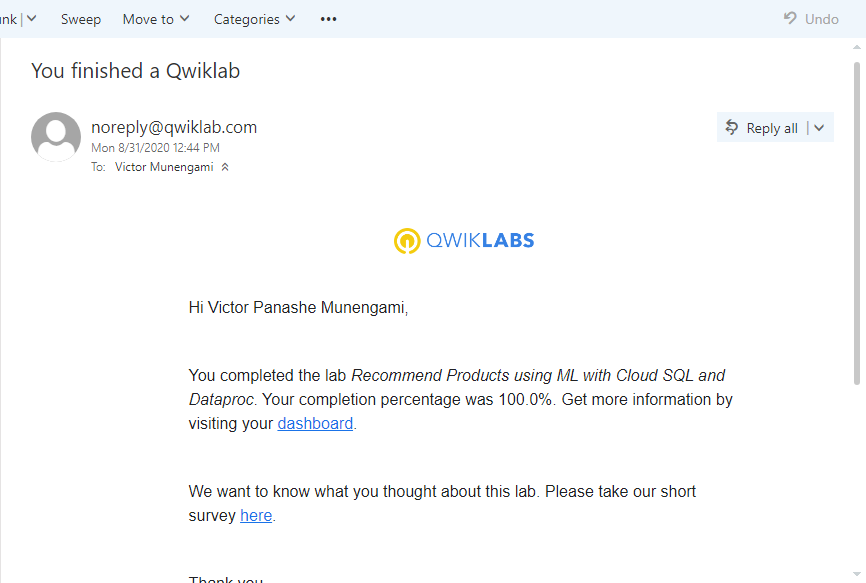 unk | Sweep Move to Categories ••• Undo
You finished a Qwiklab
noreply@qwiklab.com
Reply all
Mon 8/31/2020 12:44 PM
To: Victor Munengami
QWIKLABS
Hi Victor Panashe Munengami,
You completed the lab Recommend Products using ML with Cloud SQL and
Dataproc. Your completion percentage was 100.0%. Get more information by
visiting your dashboard.
We want to know what you thought about this lab. Please take our short
survey here.
Thank you